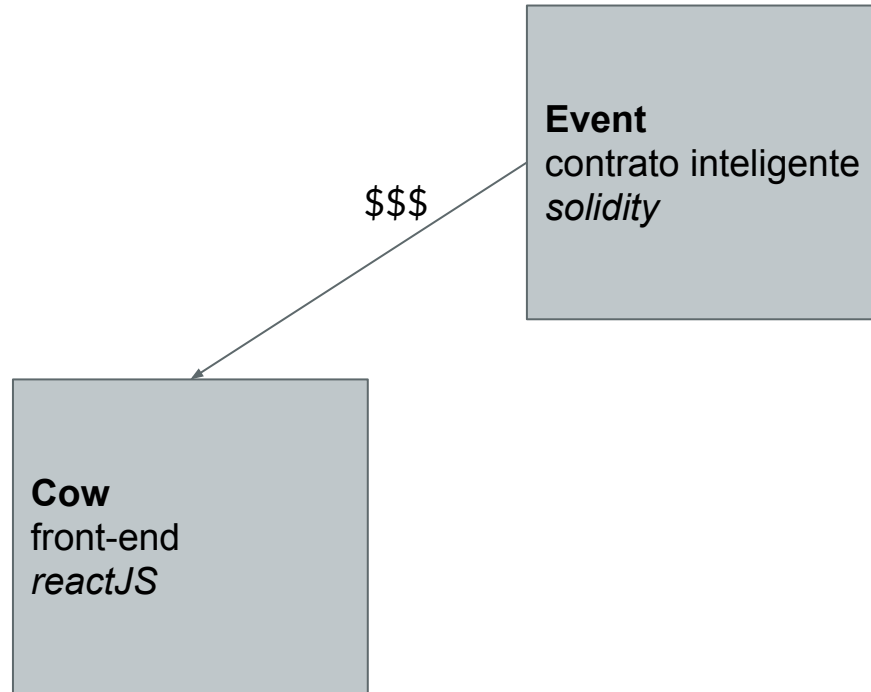 Event
contrato inteligente
solidity
$$$
Cow
front-end
reactJS